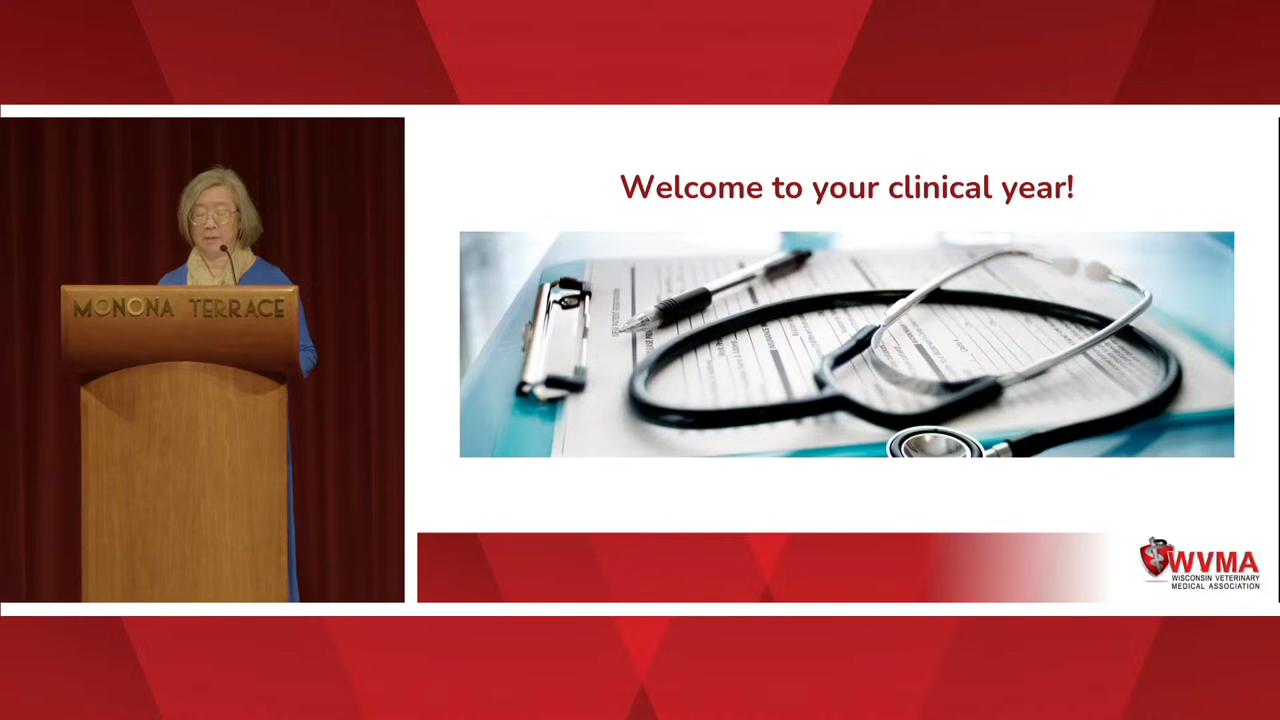 Welcome to your clinical year!
MONONA TERRACE
WVMA
WISCONSIN VETERINARY
MEDICAL ASSOCIATION